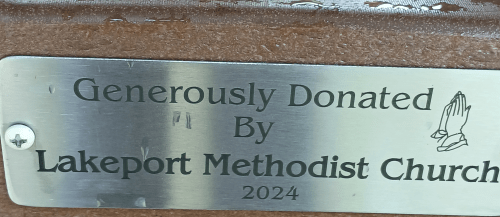 Generously Donated
By
Lakeport Methodist Church
2024